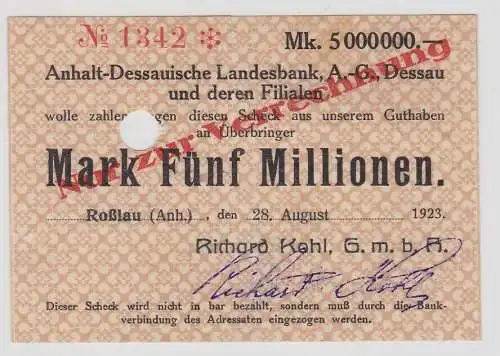 № 1342 *
Mk. 5000000.—
Anhalt-Dessauische Landesbank, A.-G., Dessau
und deren Filialen
wolle zahlen gegen diesen Scheck aus unserem Guthaben
an Überbringer
Mark Fünf Millionen.
Nur zur Verrechnung
Roßlau (Anh.), den 28. August 1923.
Richard Kohl, G. m. b. H.
Richard Kohl
Dieser Scheck wird nicht in bar bezahlt, sondern muß durch die Bank-
verbindung des Adressaten eingezogen werden.